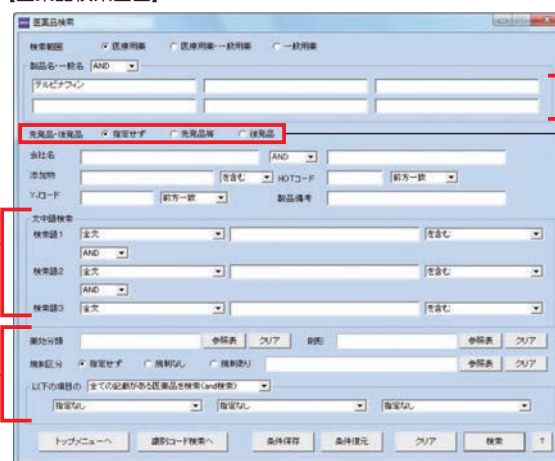 [医薬品検索画面]
医薬品検索
検索範囲 医療用薬 医療用薬・一般用薬 一般用薬
製品名・一般名 AND
テルビナフィン
先発品・後発品 指定せず 先発品等 後発品
会社名 AND
添加物 を含む HOTコード 前方一致
YJコード 前方一致 製品備考
文中語検索
検索語1 全文 を含む
AND
検索語2 全文 を含む
AND
検索語3 全文 を含む
薬効分類 参照表 クリア 剤形 参照表 クリア
規制区分 指定せず 規制なし 規制あり 参照表 クリア
以下の項目の 全ての記載がある医薬品を検索(and検索)
指定なし 指定なし 指定なし
トップメニューへ 識別コード検索へ 条件保存 条件復元 クリア 検索 ?